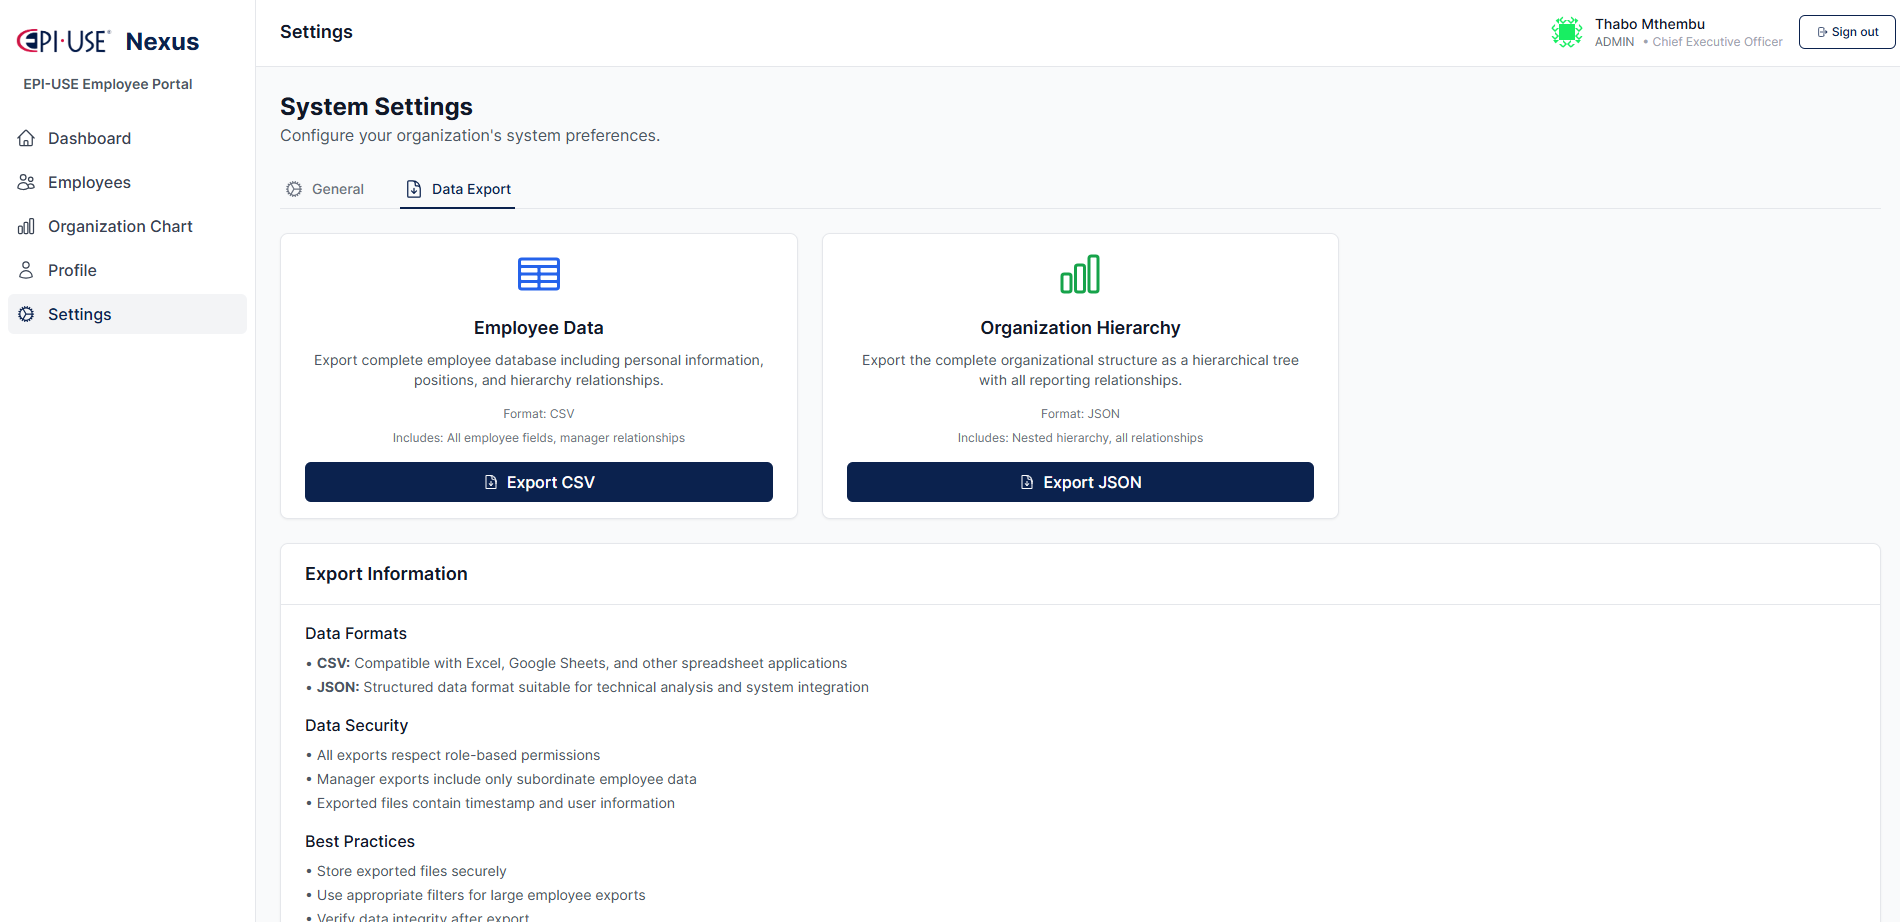 EPI·USE® Nexus
EPI-USE Employee Portal
Dashboard
Employees
Organization Chart
Profile
Settings
Settings
Thabo Mthembu
ADMIN • Chief Executive Officer
Sign out
System Settings
Configure your organization's system preferences.
General
Data Export
Employee Data
Export complete employee database including personal information,
positions, and hierarchy relationships.
Format: CSV
Includes: All employee fields, manager relationships
Export CSV
Organization Hierarchy
Export the complete organizational structure as a hierarchical tree
with all reporting relationships.
Format: JSON
Includes: Nested hierarchy, all relationships
Export JSON
Export Information
Data Formats
• CSV: Compatible with Excel, Google Sheets, and other spreadsheet applications
• JSON: Structured data format suitable for technical analysis and system integration
Data Security
• All exports respect role-based permissions
• Manager exports include only subordinate employee data
• Exported files contain timestamp and user information
Best Practices
• Store exported files securely
• Use appropriate filters for large employee exports
• Verify data integrity after export